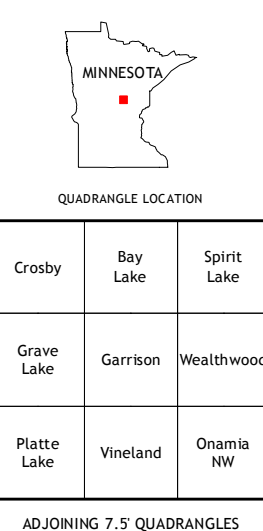 MINNESOTA
QUADRANGLE LOCATION
Crosby
Bay
Lake
Spirit
Lake
Grave
Lake
Garrison
Wealthwood
Platte
Lake
Vineland
Onamia
NW
ADJOINING 7.5' QUADRANGLES